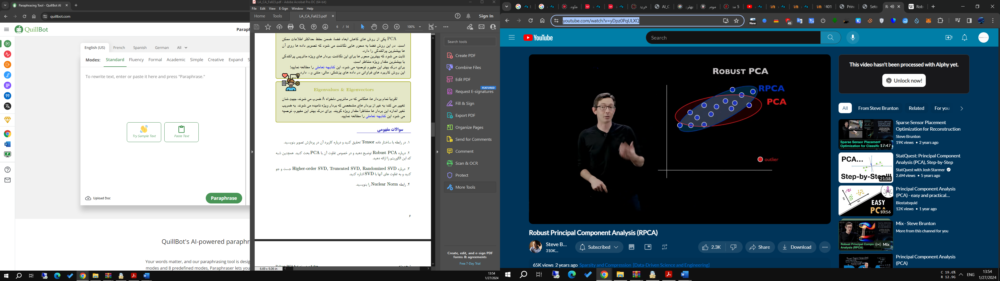 Paraphrasing Tool - QuillBot AI
quillbot.com
QuillBot
Paraph
English (US) French Spanish German All
Modes: Standard Fluency Formal Academic Simple Creative Expand S
To rewrite text, enter or paste it here and press "Paraphrase."
Try Sample Text
Paste Text
Upload Doc
Paraphrase
QuillBot's AI-powered paraphr
Your words matter, and our paraphrasing tool is desig
modes and 8 predefined modes, Paraphraser lets you
LA_CA_Fall23.pdf - Adobe Acrobat Pro DC (64-bit)
File Edit View E-Sign Window Help
Home Tools LA_CA_Fall23.pdf Sign In
6 / 14 100%
PCA یکی از روش های کاهش ابعاد فضا، ضمن حفظ حداکثر اطلاعات ممکن
است. در این روش فضا به محور هایی نگاشت می شود که تصویر داده ها روی آن
ها بیشترین پراکندگی را دارد.
ثابت می شود که بهترین محور ها برای این نگاشت، بردار های ویژه ماتریس پراکندگی
با بیشترین مقدار ویژه متناظر است.
برای درک بهتر این مفهوم توصیه می شود، این کتابچه تعاملی را مطالعه نمایید!
این روش کاربرد های فراوانی در داده های پزشکی، مالی، متنی و... دارد.
Eigenvalues & Eigenvectors
تقریبا تمام بردار ها، هنگامی که در ماتریس دلخواه A ضرب می شوند، جهت شان
تغییر می کند؛ به غیر از بردار های مشخصی که بردار ویژه نامیده می شوند. به ضریب
تغیر اندازه این بردار ها متناظراً مقدار ویژه گویند. برای درک بهتر این مفهوم، توصیه
می شود این کتابچه تعاملی را مطالعه نمایید.
سوالات مفهومی
۱. در رابطه با ساختار داده Tensor تحقیق کنید و درباره کاربرد آن در پردازش تصویر بنویسید.
۲. درباره Robust PCA توضیح دهید و در خصوص تفاوت آن با PCA بحث کنید. همچنین شبه
کد این الگوریتم را ارائه دهید.
۳. درباره Higher-order SVD, Truncated SVD, Randomized SVD جست و جو
کنید و به تفاوت های آنها با SVD اشاره کنید.
۴. رابطه Nuclear Norm را بنویسید.
۶
6.69 x 9.06 in
Search tools
Create PDF
Combine Files
Edit PDF
FEATURED
Request E-signatures
Fill & Sign
Export PDF
Organize Pages
Send for Comments
Comment
Scan & OCR
Protect
More Tools
Create, edit, and e-sign PDF
forms & agreements
Free 7-Day Trial
13:54
1/27/2024
ماوس خرید AI_C بهتر موس 5 مد 7401 Prin Seto Rob
youtube.com/watch?v=yDpz0PqULXQ
New 45
YouTube
Search
ROBUST PCA
RPCA
PCA
outlier
Robust Principal Component Analysis (RPCA)
Steve B...
310K...
Subscribed
2.3K Share Download
65K views 2 years ago Sparsity and Compression [Data-Driven Science and Engineering]
This video hasn't been processed with Alphy yet.
Unlock now!
All From Steve Brunton Related For you
Sparse Sensor Placement
Optimization for Classific 17:47
Sparse Sensor Placement
Optimization for Reconstruction
Steve Brunton
19K views • 2 years ago
PCA...
Step-by-Step!!!
21:58
StatQuest: Principal Component
Analysis (PCA), Step-by-Step
StatQuest with Josh Starmer
2.6M views • 5 years ago
EASY
PCA
10:56
Principal Component Analysis
(PCA) - easy and practical...
Biostatsquid
12K views • 1 year ago
Robust Principal Compo
Analysis (RPCA)
Mix
Mix - Steve Brunton
More from this channel for you
Principal Component Analysis
(PCA)
C 19.6%
R 12.9G
ENG
13:54
1/27/2024